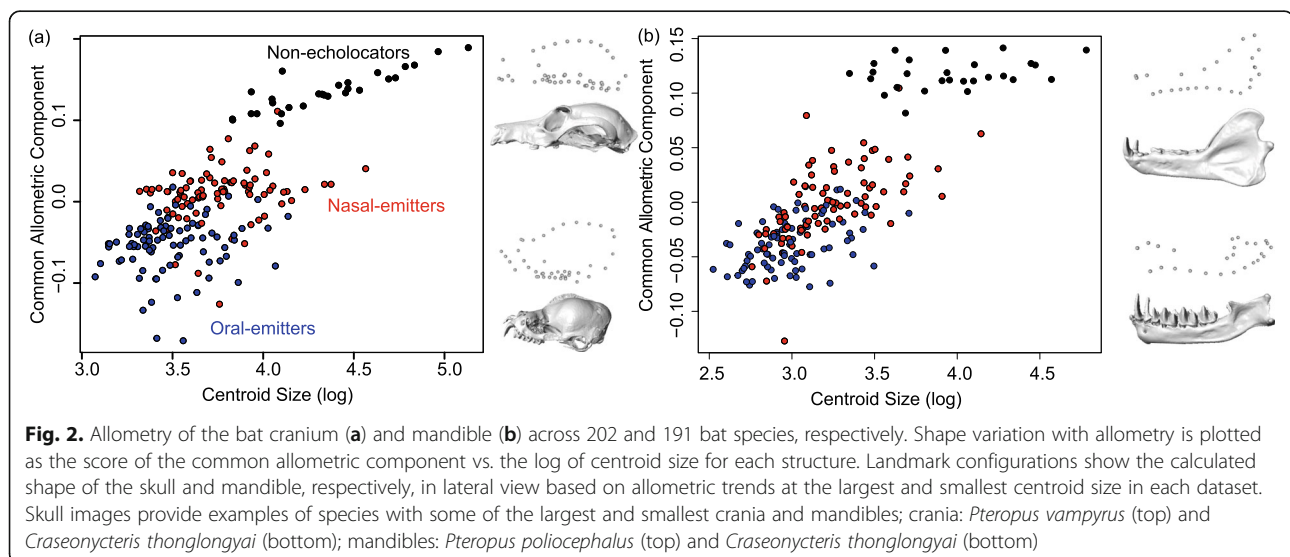 (a)
Non-echolocators
Nasal-emitters
Oral-emitters
Common Allometric Component
0.1
0.0
−0.1
3.0 3.5 4.0 4.5 5.0
Centroid Size (log)
(b)
Common Allometric Component
0.15
0.10
0.05
0.00
−0.05
−0.10
2.5 3.0 3.5 4.0 4.5
Centroid Size (log)
Fig. 2. Allometry of the bat cranium (a) and mandible (b) across 202 and 191 bat species, respectively. Shape variation with allometry is plotted
as the score of the common allometric component vs. the log of centroid size for each structure. Landmark configurations show the calculated
shape of the skull and mandible, respectively, in lateral view based on allometric trends at the largest and smallest centroid size in each dataset.
Skull images provide examples of species with some of the largest and smallest crania and mandibles; crania: Pteropus vampyrus (top) and
Craseonycteris thonglongyai (bottom); mandibles: Pteropus poliocephalus (top) and Craseonycteris thonglongyai (bottom)